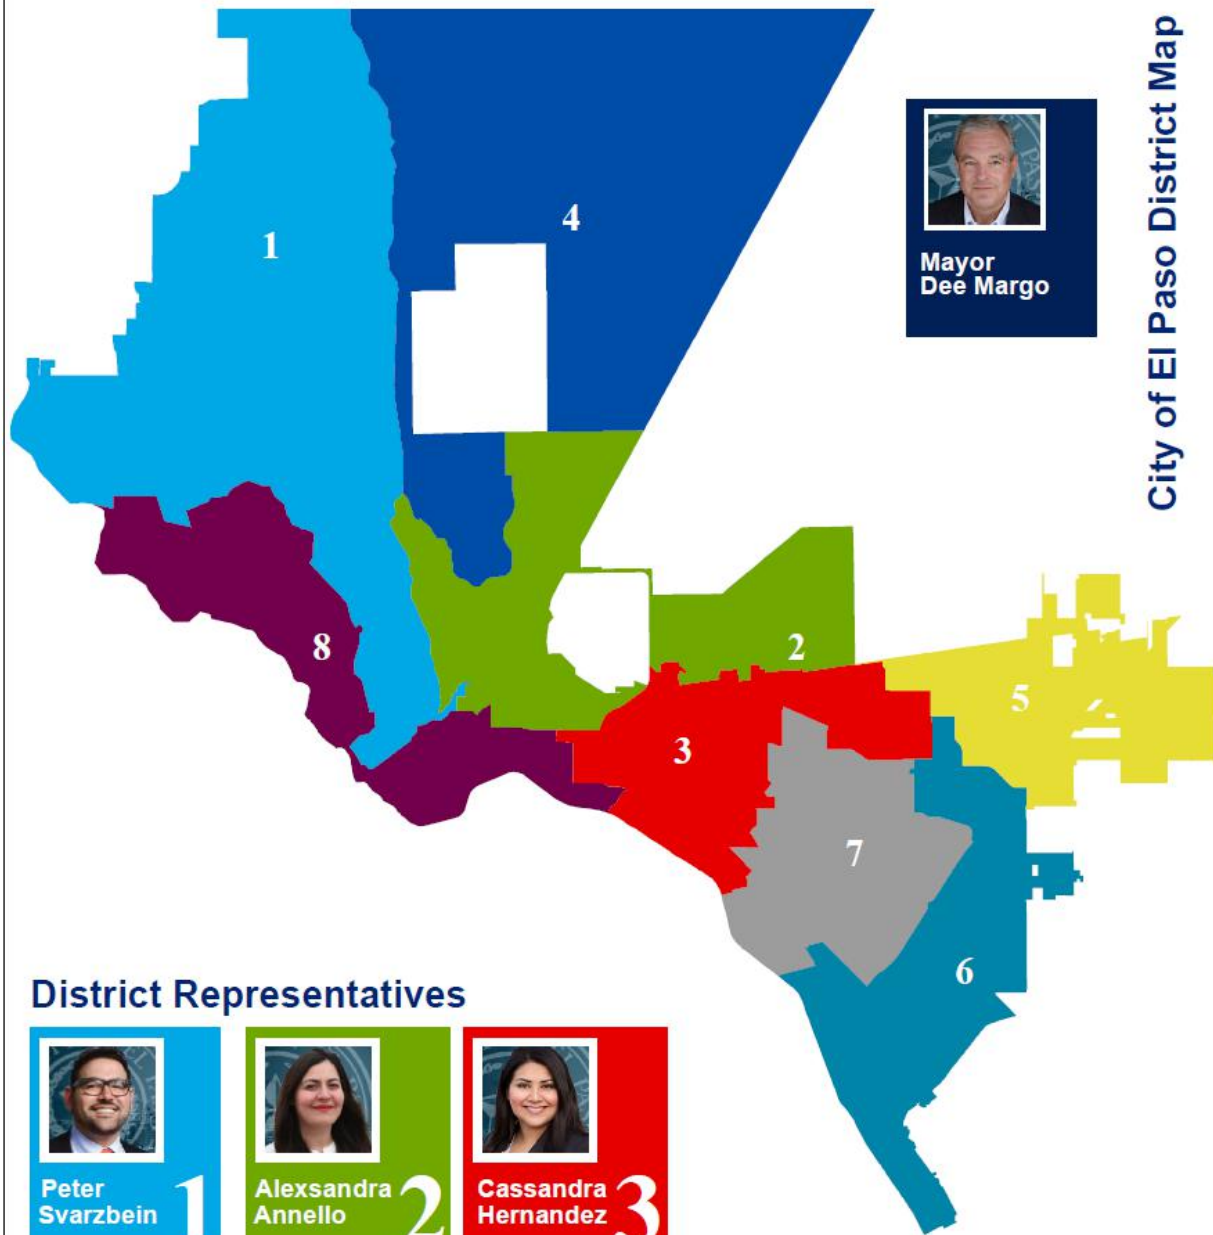 City of El Paso District Map
4
1
Mayor
Dee Margo
8
2
5
3
7
6
District Representatives
Peter
Svarzbein
1
Alexsandra
Annello
2
Cassandra
Hernandez
3